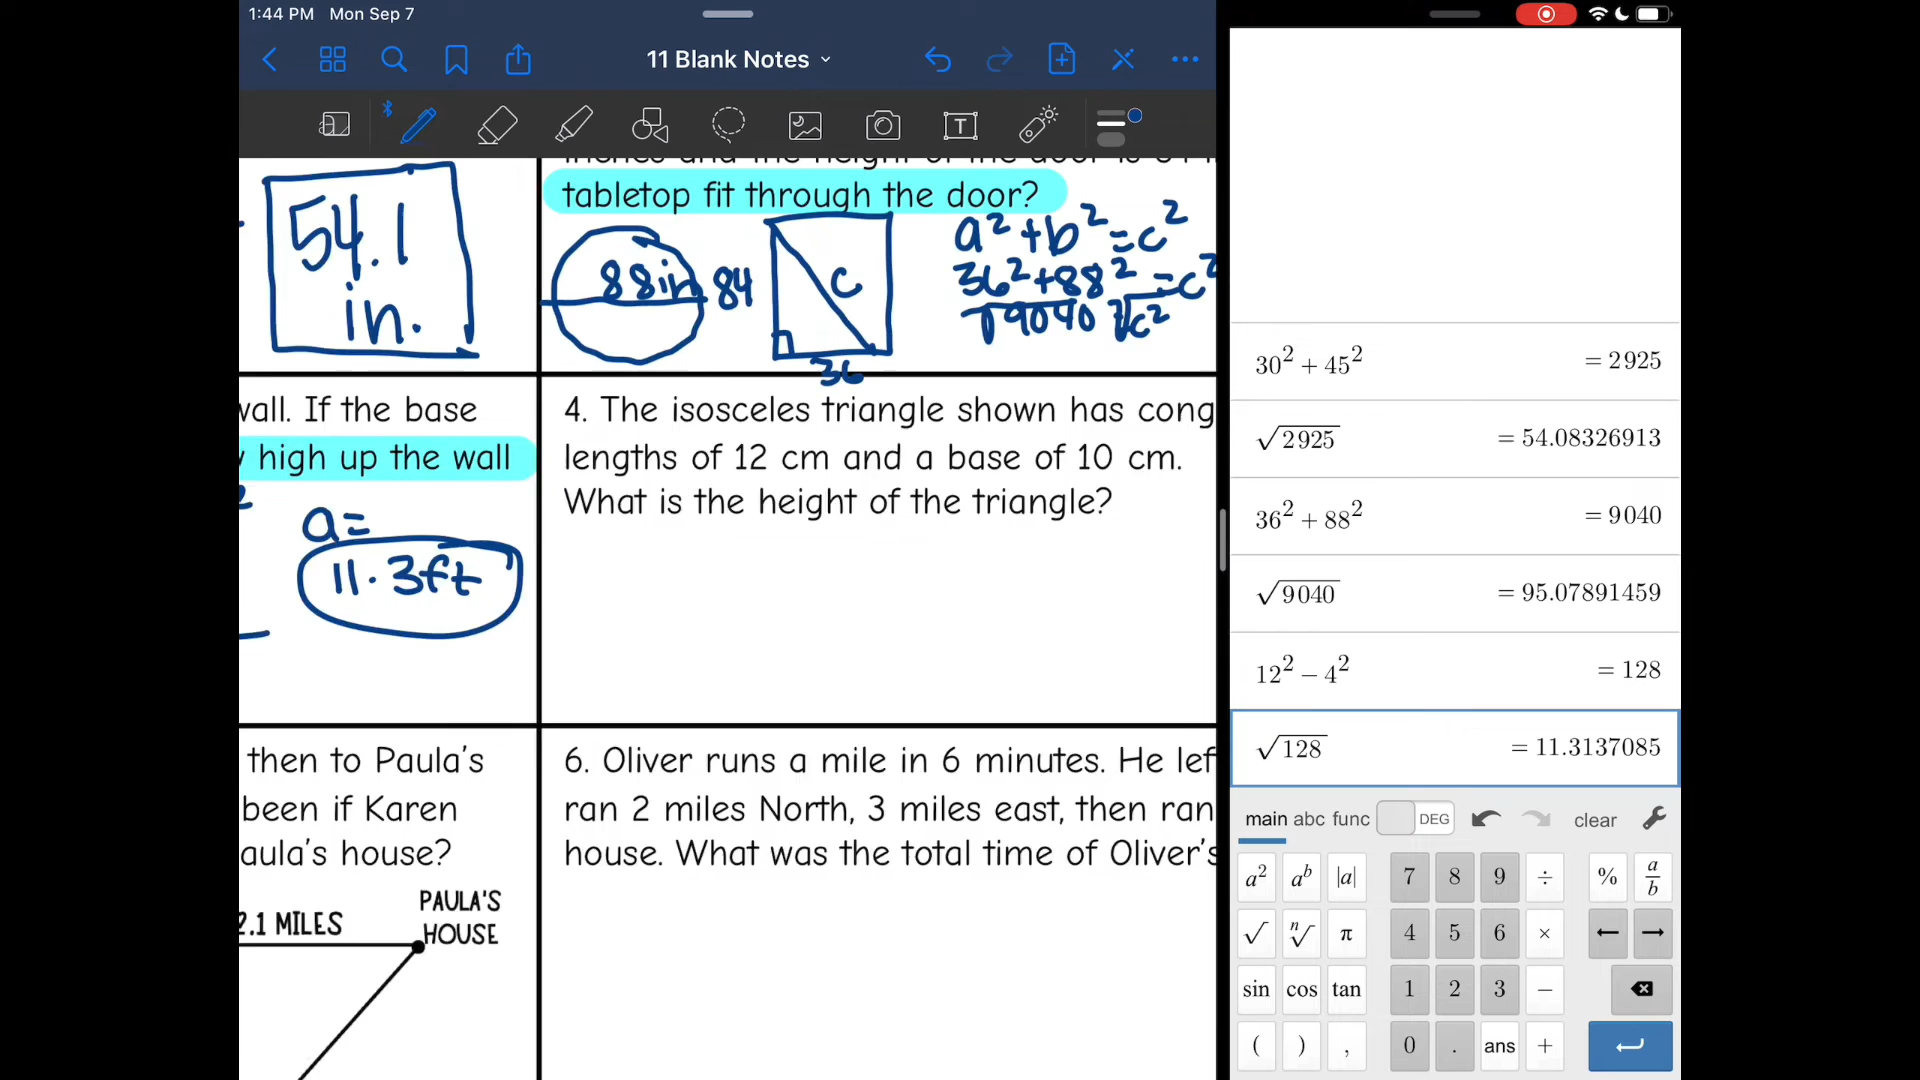 1:44 PM Mon Sep 7
11 Blank Notes
tabletop fit through the door?
54.1
in.
88in
84
c
36
a²+b²=c²
36²+88²=c²
√9040 √c²
wall. If the base
high up the wall
a=
11.3ft
4. The isosceles triangle shown has cong
lengths of 12 cm and a base of 10 cm.
What is the height of the triangle?
then to Paula's
been if Karen
aula's house?
2.1 MILES
PAULA'S
HOUSE
6. Oliver runs a mile in 6 minutes. He lef
ran 2 miles North, 3 miles east, then ran
house. What was the total time of Oliver's
30² + 45² = 2925
√2925 = 54.08326913
36² + 88² = 9040
√9040 = 95.07891459
12² − 4² = 128
√128 = 11.3137085
main abc func DEG clear
a² aᵇ |a| 7 8 9 ÷ % a/b
√ ⁿ√ π 4 5 6 × ← →
sin cos tan 1 2 3 −
( ) , 0 . ans +